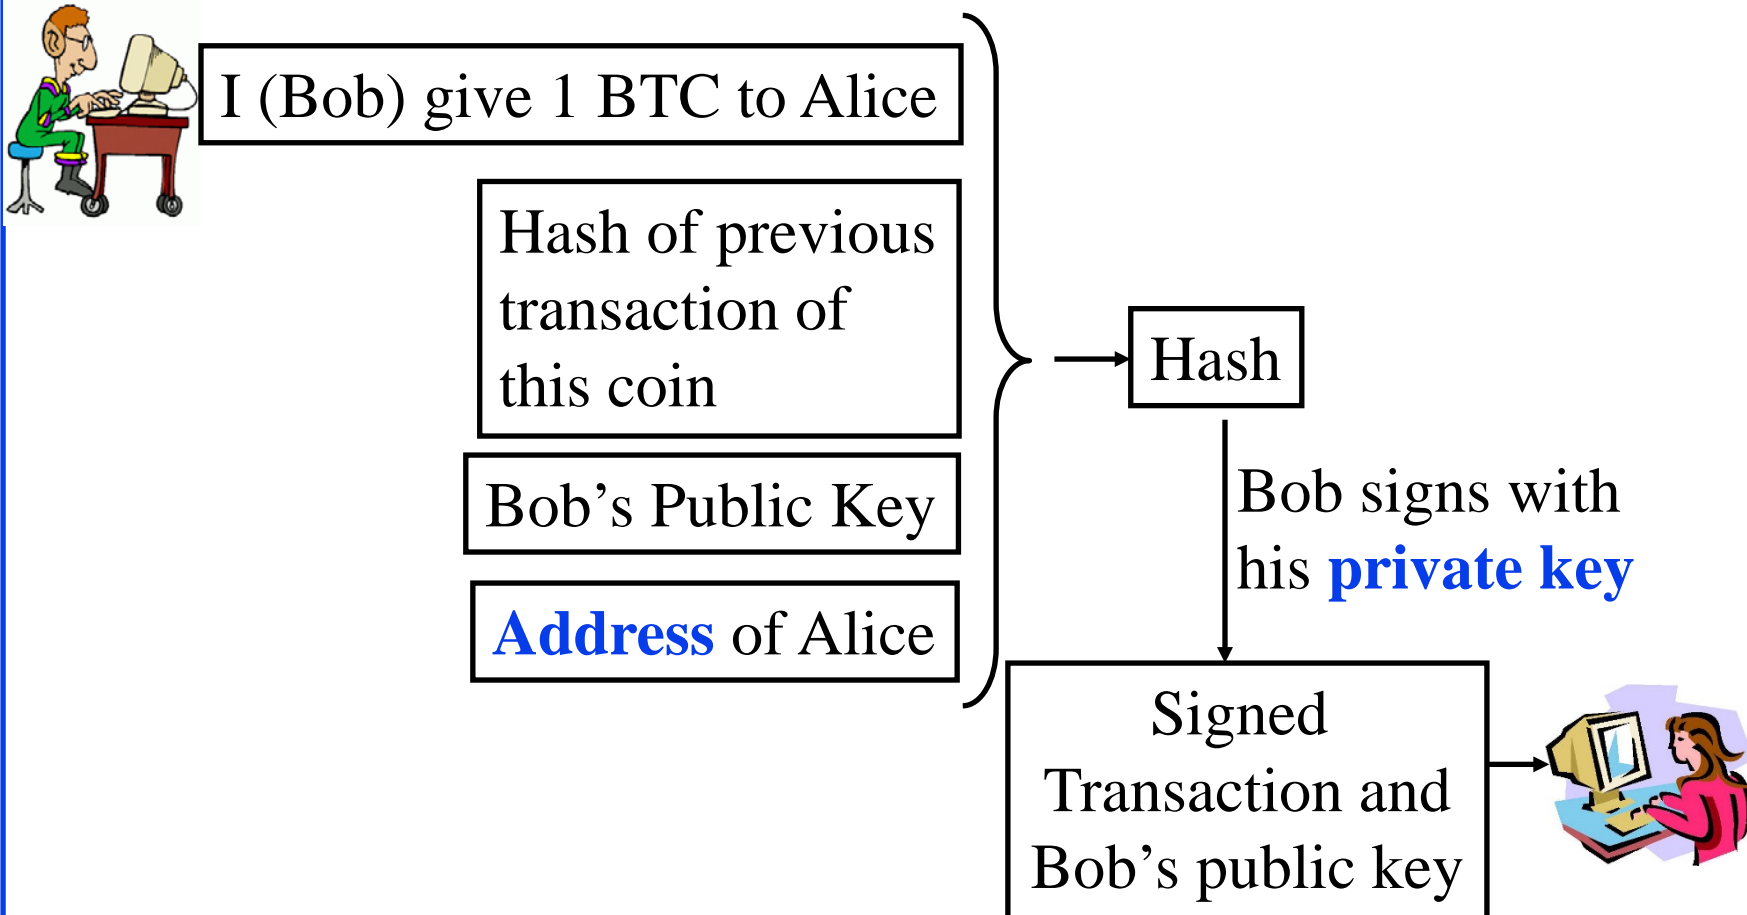 I (Bob) give 1 BTC to Alice
Hash of previous
transaction of
this coin
Bob’s Public Key
Address of Alice
Hash
Bob signs with
his private key
Signed
Transaction and
Bob’s public key